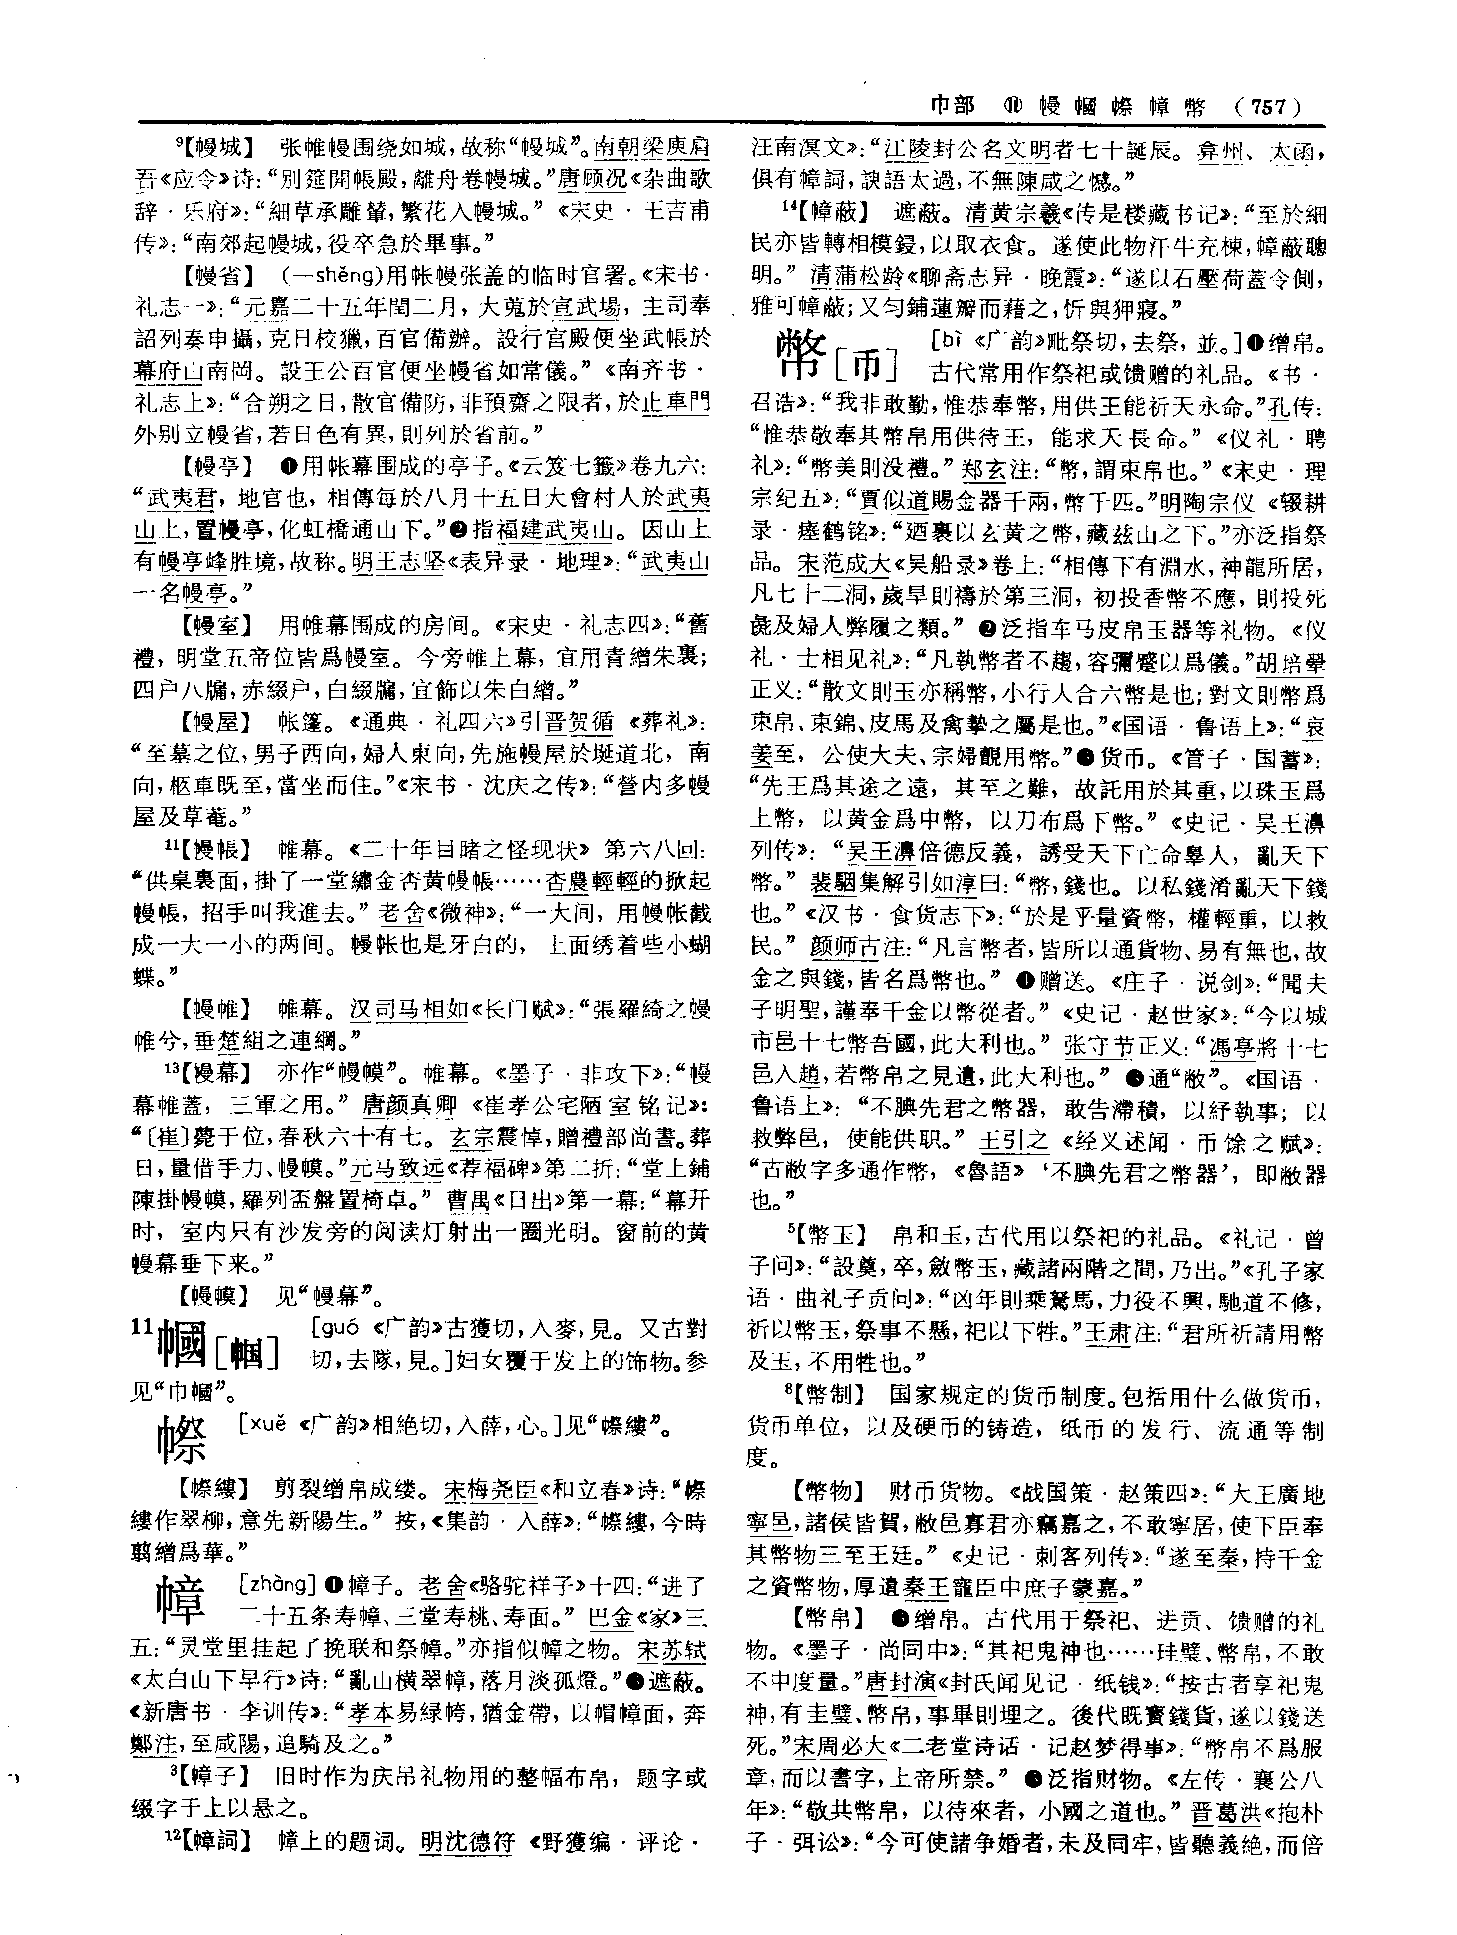 巾部 ⑪ 幔幗㡜幛幣 (757)
⁹【幔城】 张帷幔围绕如城，故称“幔城”。南朝梁庾肩
吾《应令》诗：“别筵開帳殿，離舟卷幔城。”唐顾况《杂曲歌
辞·乐府》：“細草承雕輦，繁花入幔城。”《宋史·王吉甫
传》：“南郊起幔城，役卒急於畢事。”
【幔省】 (－shěng)用帐幔张盖的临时官署。《宋书·
礼志一》：“元嘉二十五年閏二月，大蒐於宣武場，主司奉
詔列奏申攝，克日校獵，百官備辦。設行宫殿便坐武帳於
幕府山南岡。設王公百官便坐幔省如常儀。”《南齐书·
礼志上》：“合朔之日，散官備防，非預齋之限者，於止車門
外别立幔省，若日色有異，則列於省前。”
【幔亭】 ❶用帐幕围成的亭子。《云笈七籤》卷九六：
“武夷君，地官也，相傳每於八月十五日大會村人於武夷
山上，置幔亭，化虹橋通山下。”❷指福建武夷山。因山上
有幔亭峰胜境，故称。明王志坚《表异录·地理》：“武夷山
一名幔亭。”
【幔室】 用帷幕围成的房间。《宋史·礼志四》：“舊
禮，明堂五帝位皆爲幔室。今旁帷上幕，宜用青繒朱裏；
四户八牖，赤綴户，白綴牖，宜飾以朱白繒。”
【幔屋】 帐篷。《通典·礼四六》引晋贺循《葬礼》：
“至墓之位，男子西向，婦人東向，先施幔屋於埏道北，南
向，柩車既至，當坐而住。”《宋书·沈庆之传》：“營内多幔
屋及草菴。”
¹¹【幔帳】 帷幕。《二十年目睹之怪现状》第六八回：
“供桌裏面，掛了一堂繡金杏黄幔帳……杏農輕輕的掀起
幔帳，招手叫我進去。”老舍《微神》：“一大间，用幔帐截
成一大一小的两间。幔帐也是牙白的，上面绣着些小蝴
蝶。”
【幔帷】 帷幕。汉司马相如《长门赋》：“張羅綺之幔
帷兮，垂楚組之連綱。”
¹³【幔幕】 亦作“幔幙”。帷幕。《墨子·非攻下》：“幔
幕帷蓋，三軍之用。”唐颜真卿《崔孝公宅陋室铭记》：
“〔崔〕薨于位，春秋六十有七。玄宗震悼，贈禮部尚書。葬
日，量借手力、幔幙。”元马致远《荐福碑》第二折：“堂上鋪
陳掛幔幙，羅列盃盤置椅卓。”曹禺《日出》第一幕：“幕开
时，室内只有沙发旁的阅读灯射出一圈光明。窗前的黄
幔幕垂下来。”
【幔幙】 见“幔幕”。
11幗［帼］ [guó 《广韵》古獲切，入麥，見。又古對
切，去隊，見。]妇女覆于发上的饰物。参
见“巾幗”。
㡜 [xuě 《广韵》相絶切，入薛，心。]见“㡜縷”。
【㡜縷】 剪裂缯帛成缕。宋梅尧臣《和立春》诗：“㡜
縷作翠柳，意先新陽生。”按，《集韵·入薛》：“㡜縷，今時
翦繒爲華。”
幛 [zhàng] ❶幛子。老舍《骆驼祥子》十四：“进了
二十五条寿幛、三堂寿桃、寿面。”巴金《家》三
五：“灵堂里挂起了挽联和祭幛。”亦指似幛之物。宋苏轼
《太白山下早行》诗：“亂山横翠幛，落月淡孤燈。”❷遮蔽。
《新唐书·李训传》：“孝本易緑帢，猶金帶，以帽幛面，奔
鄭注，至咸陽，追騎及之。”
³【幛子】 旧时作为庆吊礼物用的整幅布帛，题字或
缀字于上以悬之。
¹²【幛詞】 幛上的题词。明沈德符《野獲编·评论·
汪南溟文》：“江陵封公名文明者七十誕辰。弇州、太函，
俱有幛詞，諛語太過，不無陳咸之憾。”
¹⁴【幛蔽】 遮蔽。清黄宗羲《传是楼藏书记》：“至於細
民亦皆轉相模鋟，以取衣食。遂使此物汗牛充棟，幛蔽聰
明。”清蒲松龄《聊斋志异·晚霞》：“遂以石壓荷蓋令側，
雅可幛蔽；又匀鋪蓮瓣而藉之，忻與狎寢。”
幣［币］ [bì 《广韵》毗祭切，去祭，並。]❶缯帛。
古代常用作祭祀或馈赠的礼品。《书·
召诰》：“我非敢勤，惟恭奉幣，用供王能祈天永命。”孔传：
“惟恭敬奉其幣帛用供待王，能求天長命。”《仪礼·聘
礼》：“幣美則没禮。”郑玄注：“幣，謂束帛也。”《宋史·理
宗纪五》：“賈似道賜金器千兩，幣千匹。”明陶宗仪《辍耕
录·瘗鹤铭》：“廼裹以玄黄之幣，藏兹山之下。”亦泛指祭
品。宋范成大《吴船录》卷上：“相傳下有淵水，神龍所居，
凡七十二洞，歲旱則禱於第三洞，初投香幣不應，則投死
彘及婦人弊履之類。”❷泛指车马皮帛玉器等礼物。《仪
礼·士相见礼》：“凡執幣者不趨，容彌蹙以爲儀。”胡培翚
正义：“散文則玉亦稱幣，小行人合六幣是也；對文則幣爲
束帛、束錦、皮馬及禽摯之屬是也。”《国语·鲁语上》：“哀
姜至，公使大夫、宗婦覿用幣。”❸货币。《管子·国蓄》：
“先王爲其途之遠，其至之難，故託用於其重，以珠玉爲
上幣，以黄金爲中幣，以刀布爲下幣。”《史记·吴王濞
列传》：“吴王濞倍德反義，誘受天下亡命辠人，亂天下
幣。”裴駰集解引如淳曰：“幣，錢也。以私錢淆亂天下錢
也。”《汉书·食货志下》：“於是乎量資幣，權輕重，以救
民。”颜师古注：“凡言幣者，皆所以通貨物、易有無也，故
金之與錢，皆名爲幣也。”❹赠送。《庄子·说剑》：“聞夫
子明聖，謹奉千金以幣從者。”《史记·赵世家》：“今以城
市邑十七幣吾國，此大利也。”张守节正义：“馮亭將十七
邑入趙，若幣帛之見遺，此大利也。”❺通“敝”。《国语·
鲁语上》：“不腆先君之幣器，敢告滯積，以紓執事；以
救弊邑，使能供职。”王引之《经义述闻·币馀之赋》：
“古敝字多通作幣，《魯語》‘不腆先君之幣器’，即敝器
也。”
⁵【幣玉】 帛和玉，古代用以祭祀的礼品。《礼记·曾
子问》：“設奠，卒，斂幣玉，藏諸兩階之間，乃出。”《孔子家
语·曲礼子贡问》：“凶年則乘駑馬，力役不興，馳道不修，
祈以幣玉，祭事不懸，祀以下牲。”王肃注：“君所祈請用幣
及玉，不用牲也。”
⁸【幣制】 国家规定的货币制度。包括用什么做货币，
货币单位，以及硬币的铸造，纸币的发行、流通等制
度。
【幣物】 财币货物。《战国策·赵策四》：“大王廣地
寧邑，諸侯皆賀，敝邑寡君亦竊嘉之，不敢寧居，使下臣奉
其幣物三至王廷。”《史记·刺客列传》：“遂至秦，持千金
之資幣物，厚遺秦王寵臣中庶子蒙嘉。”
【幣帛】 ❶缯帛。古代用于祭祀、进贡、馈赠的礼
物。《墨子·尚同中》：“其祀鬼神也……珪璧、幣帛，不敢
不中度量。”唐封演《封氏闻见记·纸钱》：“按古者享祀鬼
神，有圭璧、幣帛，事畢則埋之。後代既寶錢貨，遂以錢送
死。”宋周必大《二老堂诗话·记赵梦得事》：“幣帛不爲服
章，而以書字，上帝所禁。”❷泛指财物。《左传·襄公八
年》：“敬共幣帛，以待來者，小國之道也。”晋葛洪《抱朴
子·弭讼》：“今可使諸争婚者，未及同牢，皆聽義絶，而倍